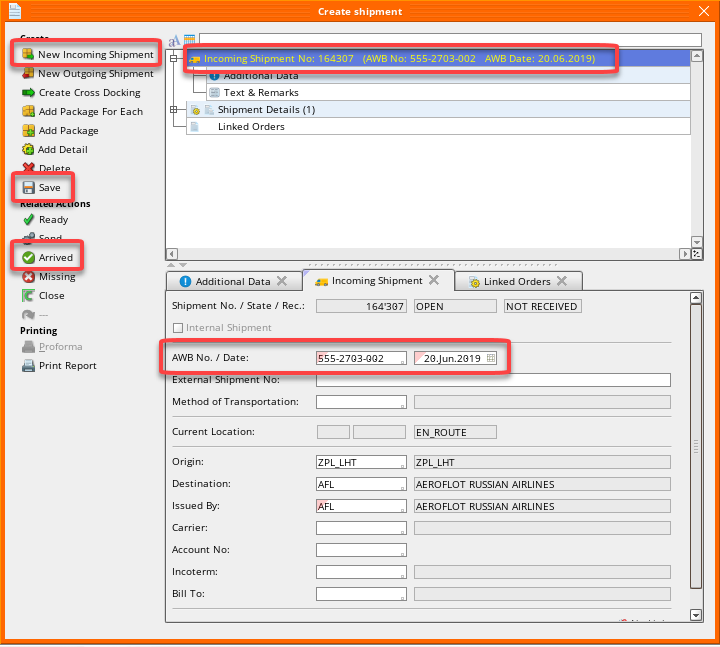 Create shipment
Create
New Incoming Shipment
New Outgoing Shipment
Create Cross Docking
Add Package For Each
Add Package
Add Detail
Delete
Save
Related Actions
Ready
Send
Arrived
Missing
Close
—
Printing
Proforma
Print Report
Incoming Shipment No: 164307 (AWB No: 555-2703-002 AWB Date: 20.06.2019)
Additional Data
Text & Remarks
Shipment Details (1)
Linked Orders
Additional Data
Incoming Shipment
Linked Orders
Shipment No. / State / Rec.: 164'307 OPEN NOT RECEIVED
Internal Shipment
AWB No. / Date: 555-2703-002 20.Jun.2019
External Shipment No:
Method of Transportation:
Current Location: EN_ROUTE
Origin: ZPL_LHT ZPL_LHT
Destination: AFL AEROFLOT RUSSIAN AIRLINES
Issued By: AFL AEROFLOT RUSSIAN AIRLINES
Carrier:
Account No:
Incoterm:
Bill To: